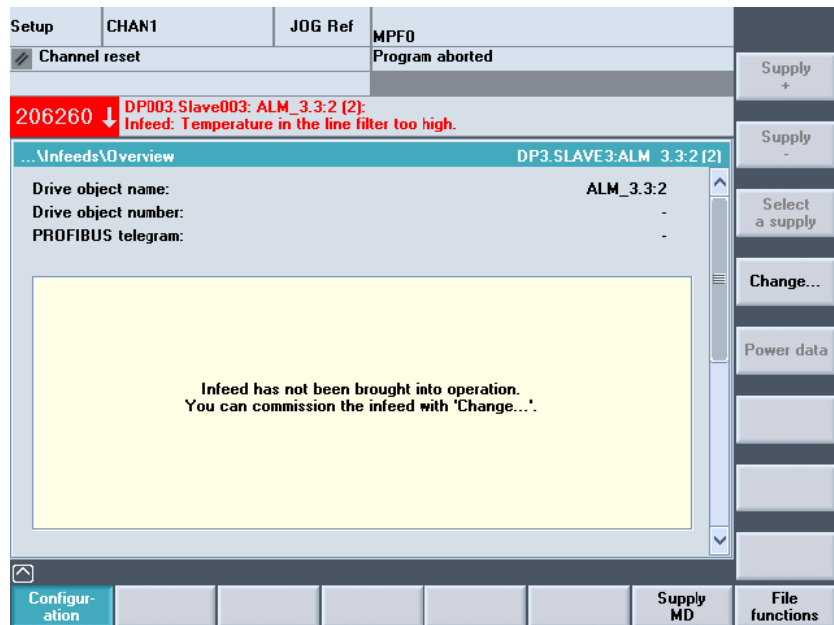 Setup
CHAN1
JOG Ref
MPF0
Channel reset
Program aborted
206260
DP003.Slave003: ALM_3.3:2 (2):
Infeed: Temperature in the line filter too high.
...\Infeeds\Overview
DP3.SLAVE3:ALM_3.3:2 (2)
Drive object name:
ALM_3.3:2
Drive object number:
-
PROFIBUS telegram:
-
Infeed has not been brought into operation.
You can commission the infeed with 'Change...'.
Supply
+
Supply
-
Select
a supply
Change...
Power data
Configur-
ation
Supply
MD
File
functions